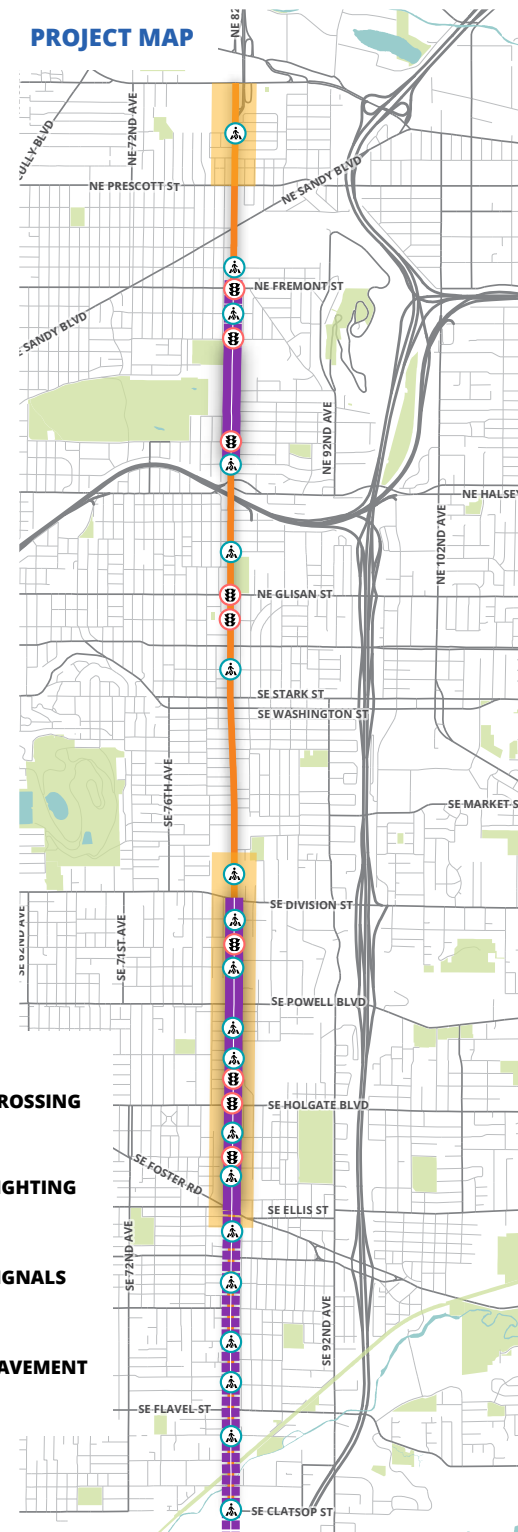 PROJECT MAP
NE 82
NE 72ND AVE
CULLY BLVD
NE PRESCOTT ST
NE SANDY BLVD
NE FREMONT ST
E SANDY BLVD
NE 92ND AVE
NE HALSEY
NE 102ND AVE
NE GLISAN ST
SE STARK ST
SE WASHINGTON ST
SE 76TH AVE
SE MARKET S
SE DIVISION ST
SE 62ND AVE
SE 71ST AVE
SE POWELL BLVD
ROSSING
SE HOLGATE BLVD
SE FOSTER RD
IGHTING
SE ELLIS ST
SE 72ND AVE
GNALS
SE 92ND AVE
AVEMENT
SE FLAVEL ST
SE CLATSOP ST